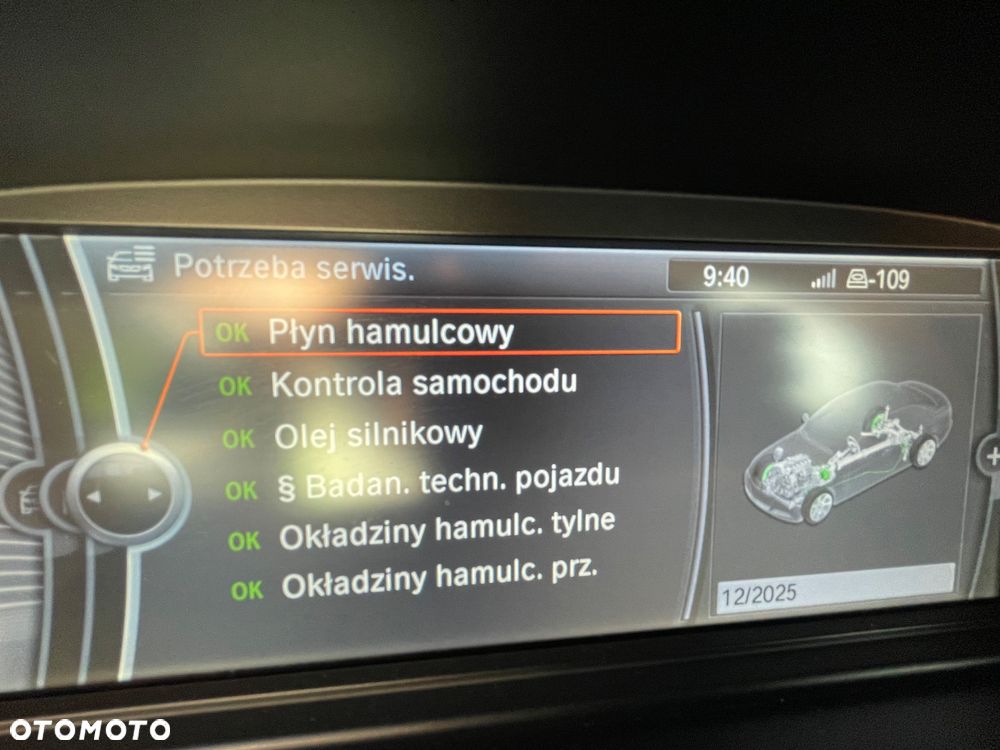 Potrzeba serwis.
9:40 -109
OK Płyn hamulcowy
OK Kontrola samochodu
OK Olej silnikowy
OK § Badan. techn. pojazdu
OK Okładziny hamulc. tylne
OK Okładziny hamulc. prz.
12/2025
OTOMOTO